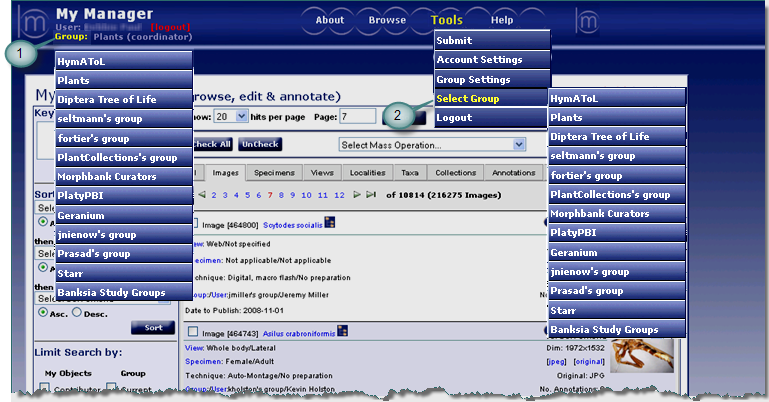 My Manager
About Browse Tools Help
User: [logout]
Group: Plants (coordinator)
1
HymAToL
Plants
Diptera Tree of Life
seltmann's group
fortier's group
PlantCollections's group
Morphbank Curators
PlatyPBI
Geranium
jnienow's group
Prasad's group
Starr
Banksia Study Groups
Submit
Account Settings
Group Settings
Select Group
Logout
2
HymAToL
Plants
Diptera Tree of Life
seltmann's group
fortier's group
PlantCollections's group
Morphbank Curators
PlatyPBI
Geranium
jnienow's group
Prasad's group
Starr
Banksia Study Groups
My rowse, edit & annotate)
Key
ow: 20 hits per page Page: 7
Check All UnCheck Select Mass Operation...
Images Specimens Views Localities Taxa Collections Annotations
2 3 4 5 6 7 8 9 10 11 12 of 10814 (216275 Images)
Sor
Sele
then
Sele
then
Asc. Desc.
Sort
Limit Search by:
My Objects Group
Contributor Current
Image [464800] Scytodes socialis
View: Web/Not specified
ecimen: Not applicable/Not applicable
chnique: Digital, macro flash/No preparation
Group/User:jmiller's group/Jeremy Miller
No.
Date to Publish: 2008-11-01
Image [464743] Asilus crabroniformis
View: Whole body/Lateral
Dim: 1972x1532
Specimen: Female/Adult
[jpeg] [original]
Technique: Auto-Montage/No preparation
Original: JPG
Group/User:kholston's group/Kevin Holston
No. Annotations: